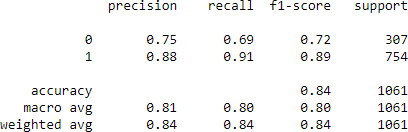 precision recall f1-score support
0 0.75 0.69 0.72 307
1 0.88 0.91 0.89 754
accuracy 0.84 1061
macro avg 0.81 0.80 0.80 1061
weighted avg 0.84 0.84 0.84 1061